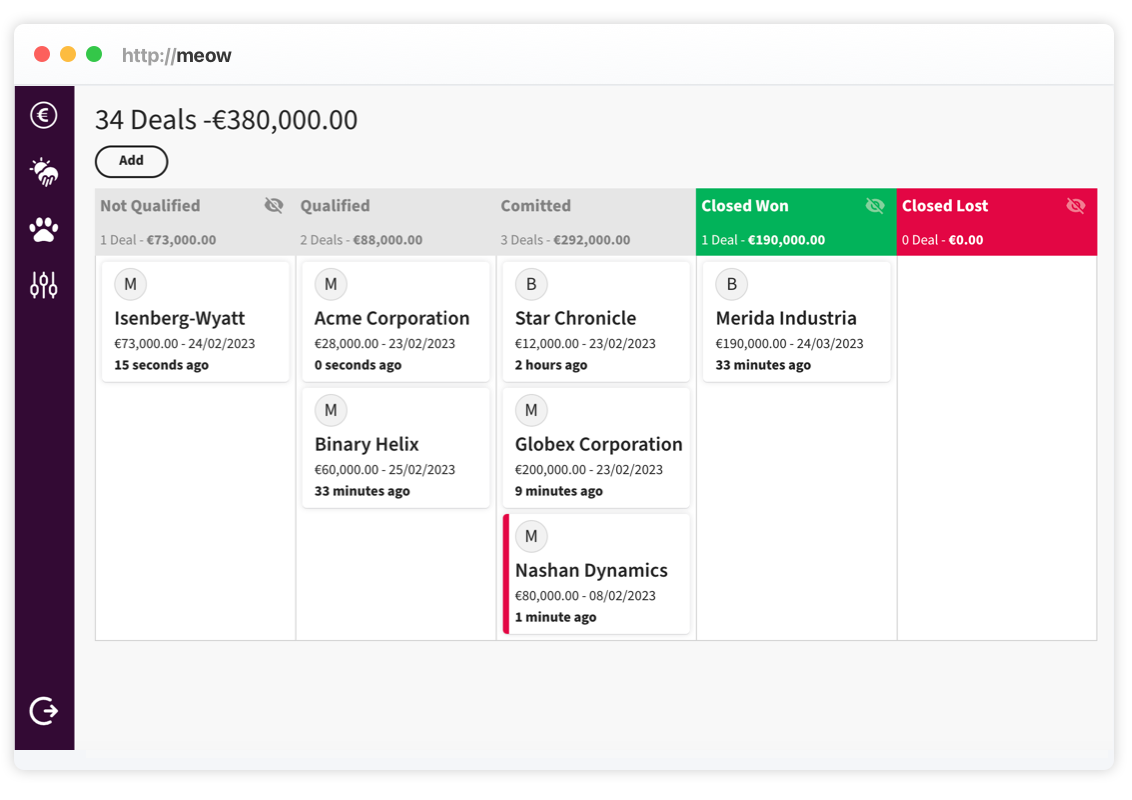 http://meow
34 Deals -€380,000.00
Add
Not Qualified
1 Deal - €73,000.00
Qualified
2 Deals - €88,000.00
Comitted
3 Deals - €292,000.00
Closed Won
1 Deal - €190,000.00
Closed Lost
0 Deal - €0.00
M
Isenberg-Wyatt
€73,000.00 - 24/02/2023
15 seconds ago
M
Acme Corporation
€28,000.00 - 23/02/2023
0 seconds ago
M
Binary Helix
€60,000.00 - 25/02/2023
33 minutes ago
B
Star Chronicle
€12,000.00 - 23/02/2023
2 hours ago
M
Globex Corporation
€200,000.00 - 23/02/2023
9 minutes ago
M
Nashan Dynamics
€80,000.00 - 08/02/2023
1 minute ago
B
Merida Industria
€190,000.00 - 24/03/2023
33 minutes ago